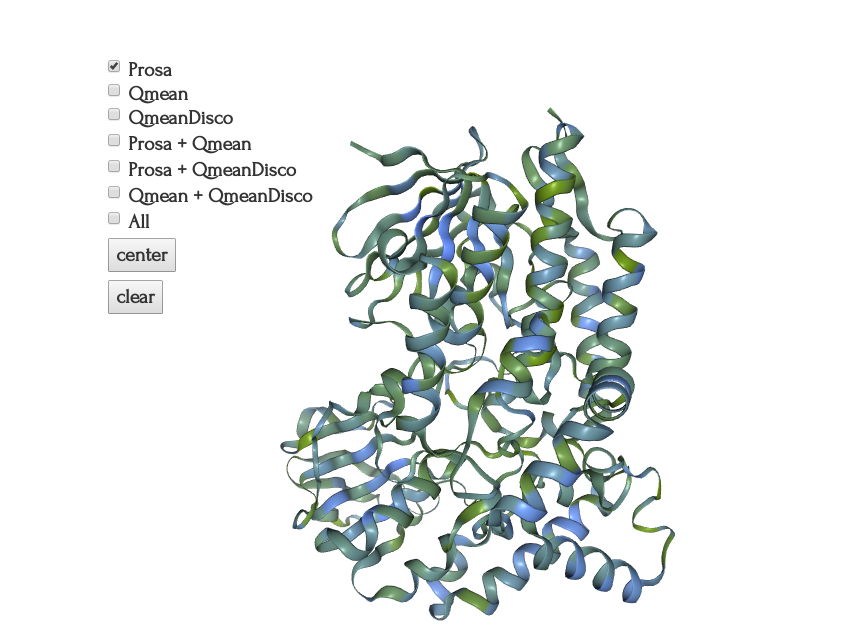 Prosa
Qmean
QmeanDisco
Prosa + Qmean
Prosa + QmeanDisco
Qmean + QmeanDisco
All
center
clear